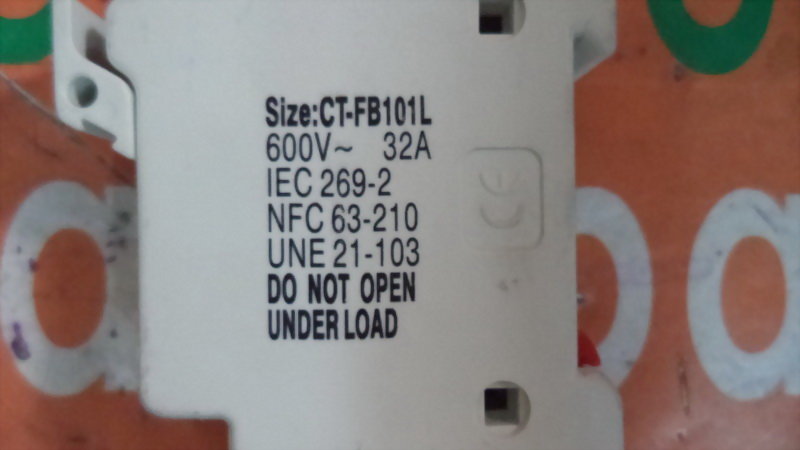 Size:CT-FB101L
600V~ 32A
IEC 269-2
NFC 63-210
UNE 21-103
DO NOT OPEN
UNDER LOAD
CE